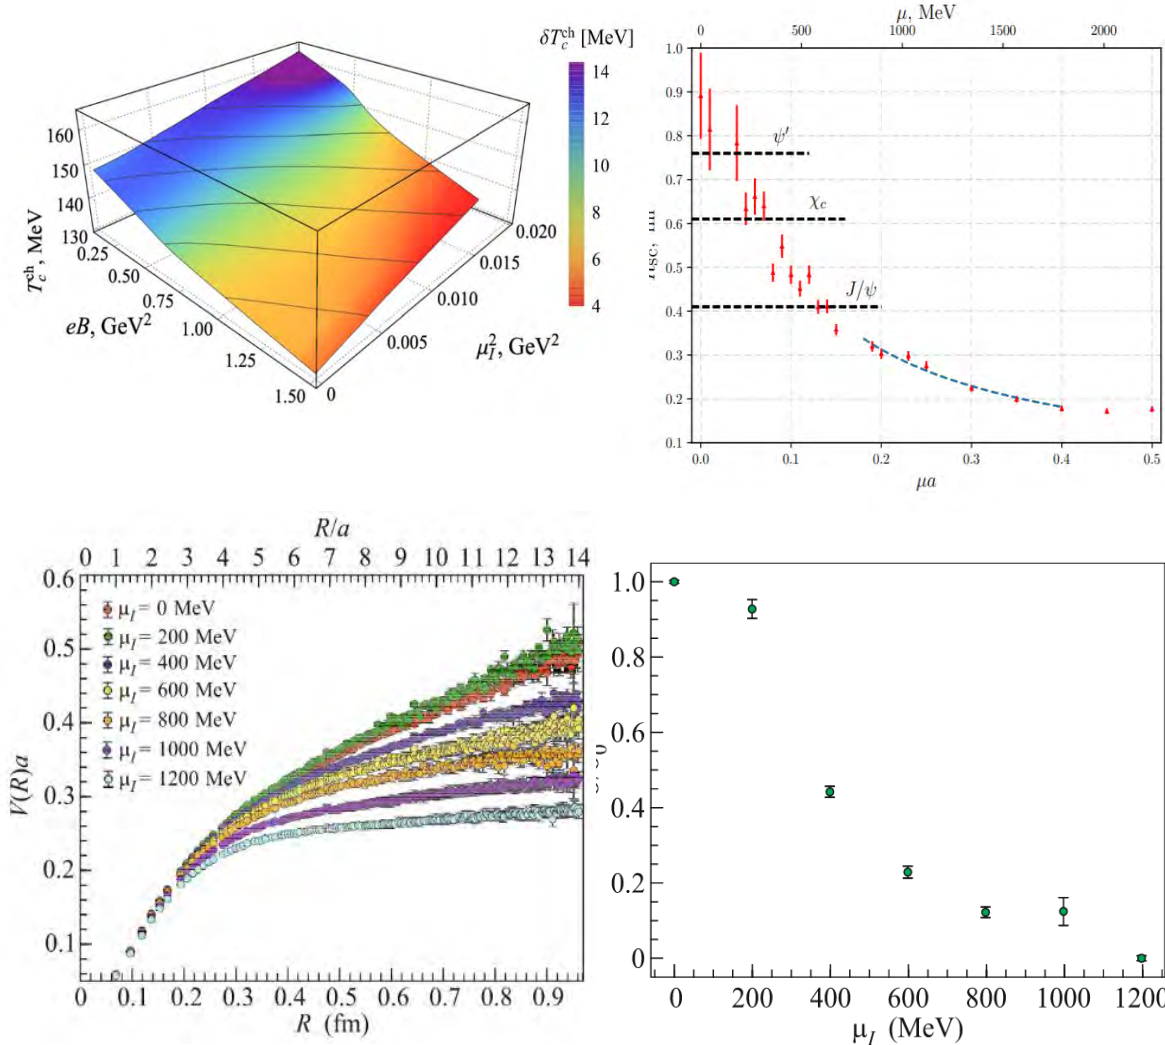 δT_c^ch [MeV]
14
12
10
8
6
4
160
150
140
130
T_c^ch, MeV
0.25
0.50
0.75
1.00
1.25
1.50
eB, GeV²
0
0.005
0.010
0.015
0.020
μ_I², GeV²
μ, MeV
0 500 1000 1500 2000
1.0
0.9
0.8
0.7
0.6
0.5
0.4
0.3
0.2
0.1
ψ′
χ_c
J/ψ
0.0 0.1 0.2 0.3 0.4 0.5
μa
R/a
0 1 2 3 4 5 6 7 8 9 10 11 12 13 14
0.6
0.5
0.4
0.3
0.2
0.1
V(R)a
μ_I = 0 MeV
μ_I = 200 MeV
μ_I = 400 MeV
μ_I = 600 MeV
μ_I = 800 MeV
μ_I = 1000 MeV
μ_I = 1200 MeV
0 0.1 0.2 0.3 0.4 0.5 0.6 0.7 0.8 0.9
R (fm)
1.0
0.8
0.6
0.4
0.2
0
0 200 400 600 800 1000 1200
μ_I (MeV)